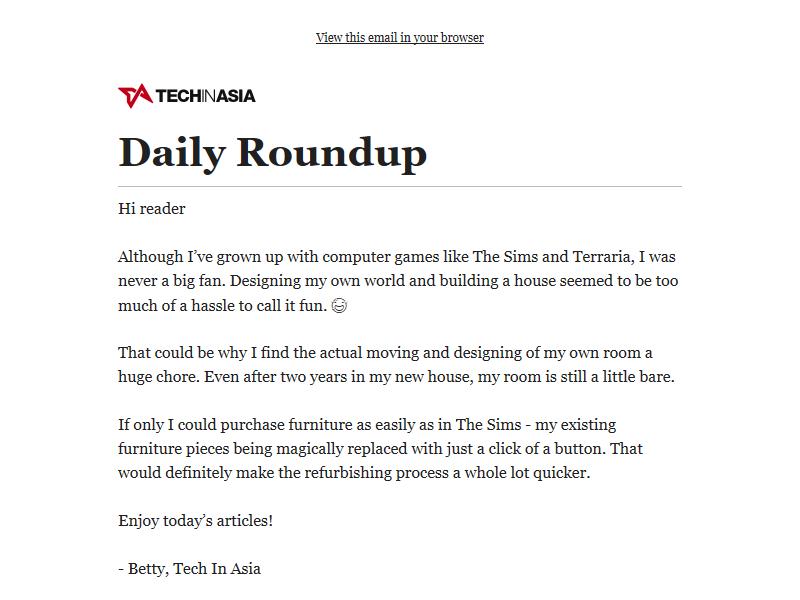 View this email in your browser
TECHINASIA
Daily Roundup
Hi reader
Although I’ve grown up with computer games like The Sims and Terraria, I was
never a big fan. Designing my own world and building a house seemed to be too
much of a hassle to call it fun. 😅
That could be why I find the actual moving and designing of my own room a
huge chore. Even after two years in my new house, my room is still a little bare.
If only I could purchase furniture as easily as in The Sims - my existing
furniture pieces being magically replaced with just a click of a button. That
would definitely make the refurbishing process a whole lot quicker.
Enjoy today’s articles!
- Betty, Tech In Asia